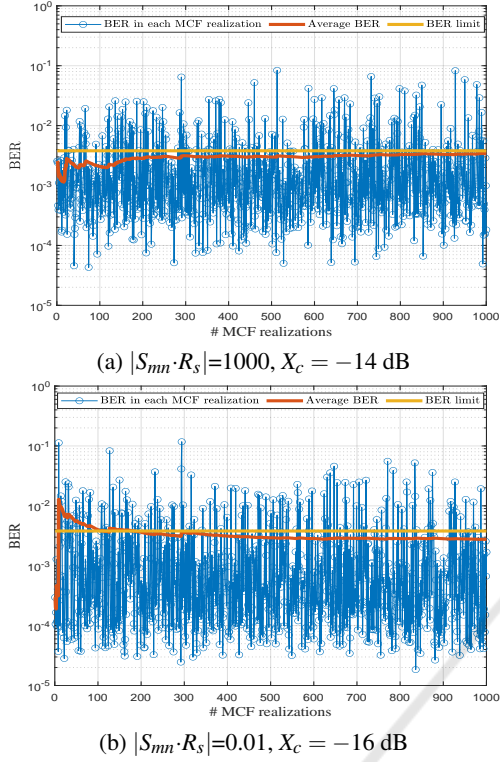 10^0
BER in each MCF realization Average BER BER limit
10^-1
10^-2
10^-3
10^-4
10^-5
BER
0 100 200 300 400 500 600 700 800 900 1000
# MCF realizations
(a) |S_mn·R_s|=1000, X_c = −14 dB
10^0
BER in each MCF realization Average BER BER limit
10^-1
10^-2
10^-3
10^-4
10^-5
BER
0 100 200 300 400 500 600 700 800 900 1000
# MCF realizations
(b) |S_mn·R_s|=0.01, X_c = −16 dB